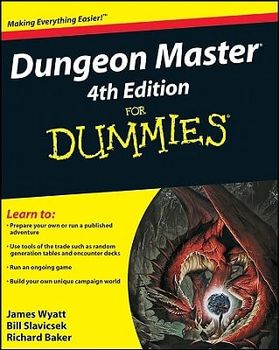 Making Everything Easier!™
Dungeon Master®
4th Edition
FOR
DUMMIES®
Learn to:
• Prepare your own or run a published
adventure
• Use tools of the trade such as random
generation tables and encounter decks
• Run an ongoing game
• Build your own unique campaign world
James Wyatt
Bill Slavicsek
Richard Baker